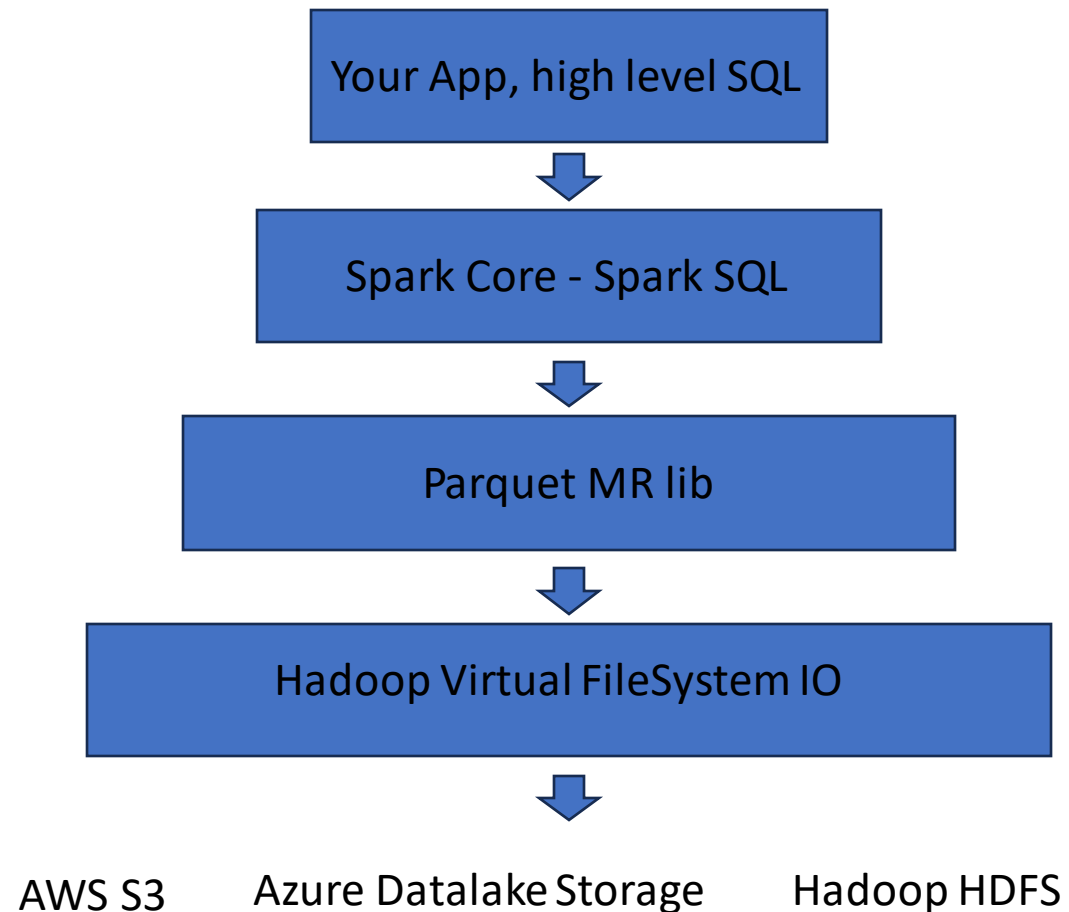 Your App, high level SQL
Spark Core - Spark SQL
Parquet MR lib
Hadoop Virtual FileSystem IO
AWS S3 Azure Datalake Storage Hadoop HDFS